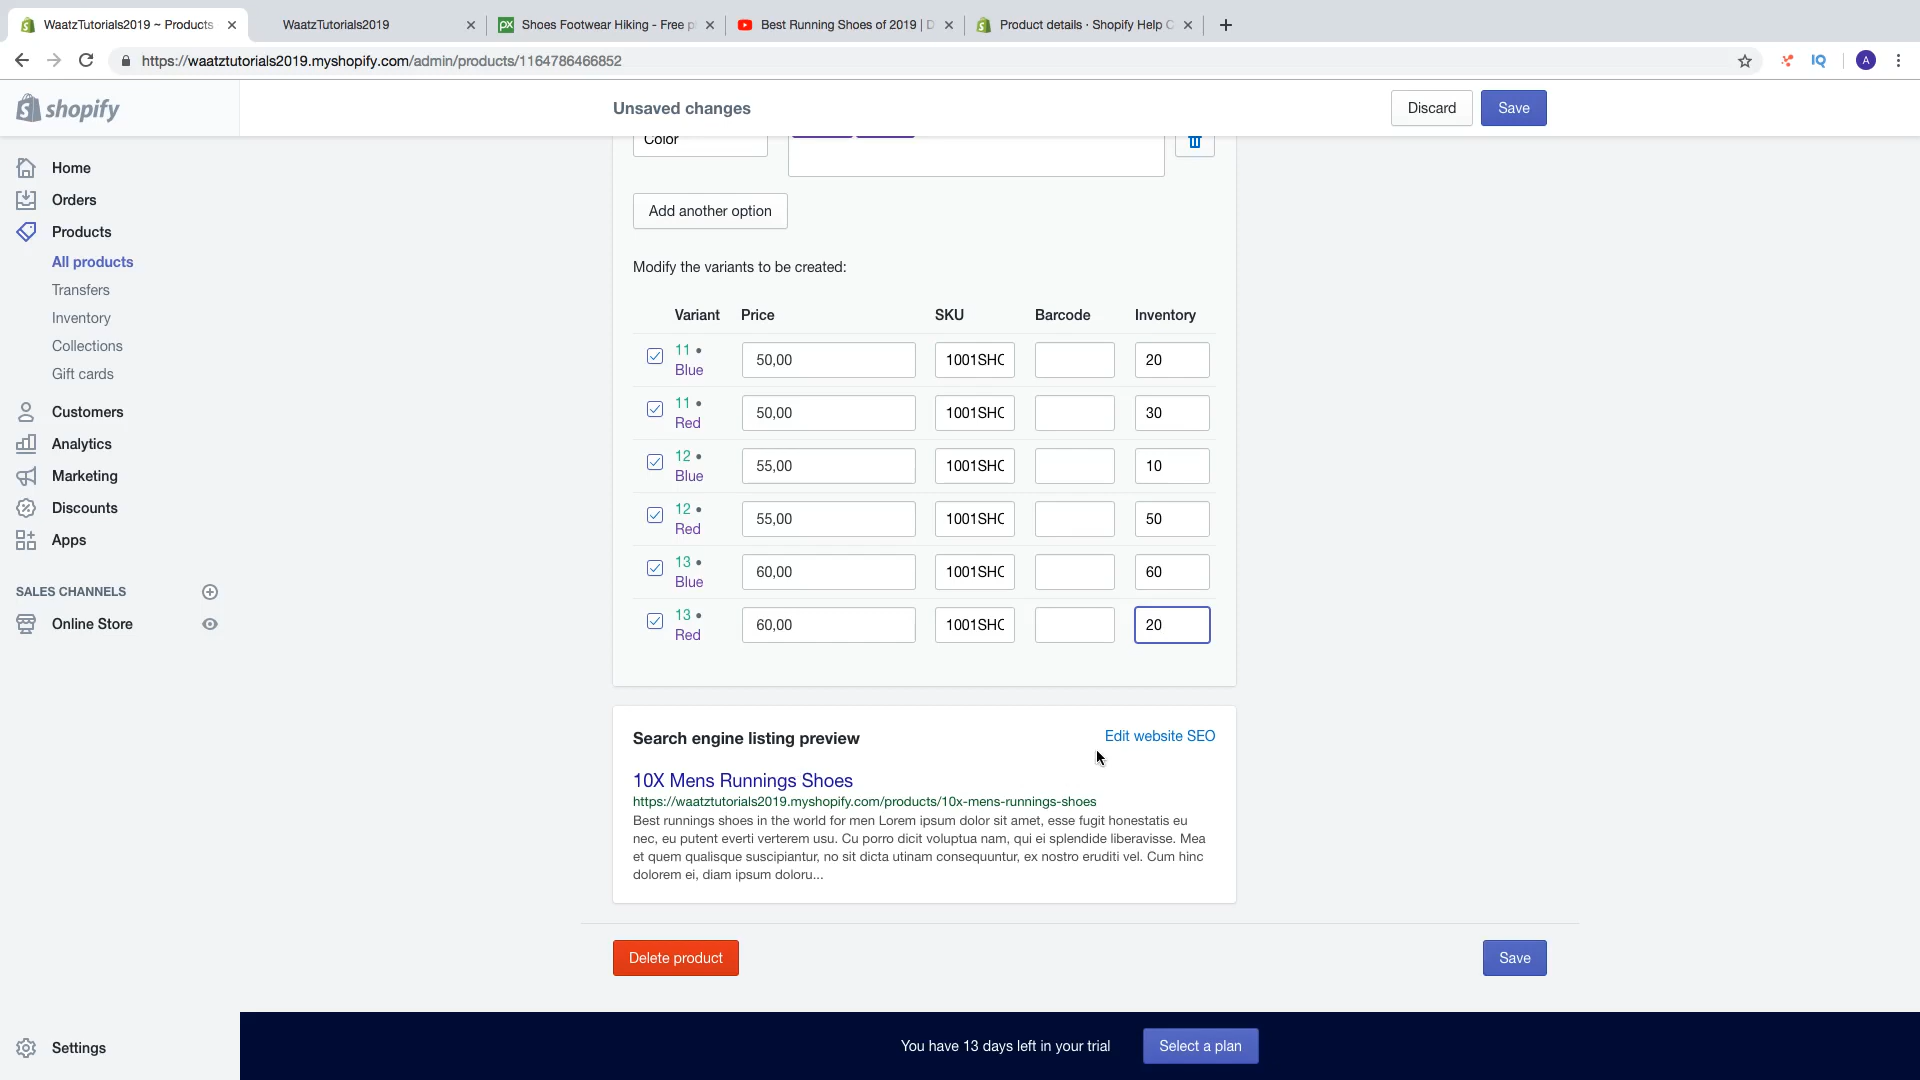 WaatzTutorials2019 ~ Products
WaatzTutorials2019
Shoes Footwear Hiking - Free p
Best Running Shoes of 2019 | D
Product details · Shopify Help C
https://waatztutorials2019.myshopify.com/admin/products/1164786466852
IQ
A
shopify
Unsaved changes
Discard
Save
Home
Orders
Products
All products
Transfers
Inventory
Collections
Gift cards
Customers
Analytics
Marketing
Discounts
Apps
SALES CHANNELS
Online Store
Settings
Color
Add another option
Modify the variants to be created:
Variant Price SKU Barcode Inventory
11 • Blue 50,00 1001SHO 20
11 • Red 50,00 1001SHO 30
12 • Blue 55,00 1001SHO 10
12 • Red 55,00 1001SHO 50
13 • Blue 60,00 1001SHO 60
13 • Red 60,00 1001SHO 20
Search engine listing preview
Edit website SEO
10X Mens Runnings Shoes
https://waatztutorials2019.myshopify.com/products/10x-mens-runnings-shoes
Best runnings shoes in the world for men Lorem ipsum dolor sit amet, esse fugit honestatis eu
nec, eu putent everti verterem usu. Cu porro dicit voluptua nam, qui ei splendide liberavisse. Mea
et quem qualisque suscipiantur, no sit dicta utinam consequuntur, ex nostro eruditi vel. Cum hinc
dolorem ei, diam ipsum doloru...
Delete product
Save
You have 13 days left in your trial
Select a plan